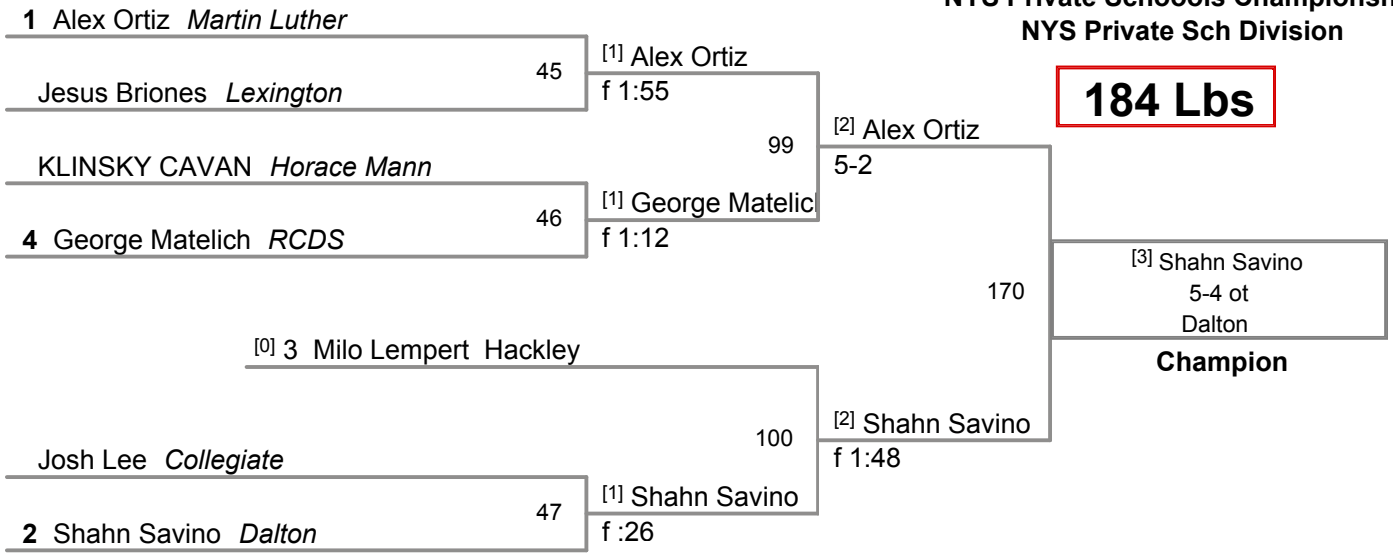 NYS Private Schoools Championsh
NYS Private Sch Division
184 Lbs
1 Alex Ortiz Martin Luther
45
[1] Alex Ortiz
f 1:55
Jesus Briones Lexington
99
[2] Alex Ortiz
5-2
KLINSKY CAVAN Horace Mann
46
[1] George Matelich
f 1:12
4 George Matelich RCDS
170
[3] Shahn Savino
5-4 ot
Dalton
Champion
[0] 3 Milo Lempert Hackley
100
[2] Shahn Savino
f 1:48
Josh Lee Collegiate
47
[1] Shahn Savino
f :26
2 Shahn Savino Dalton